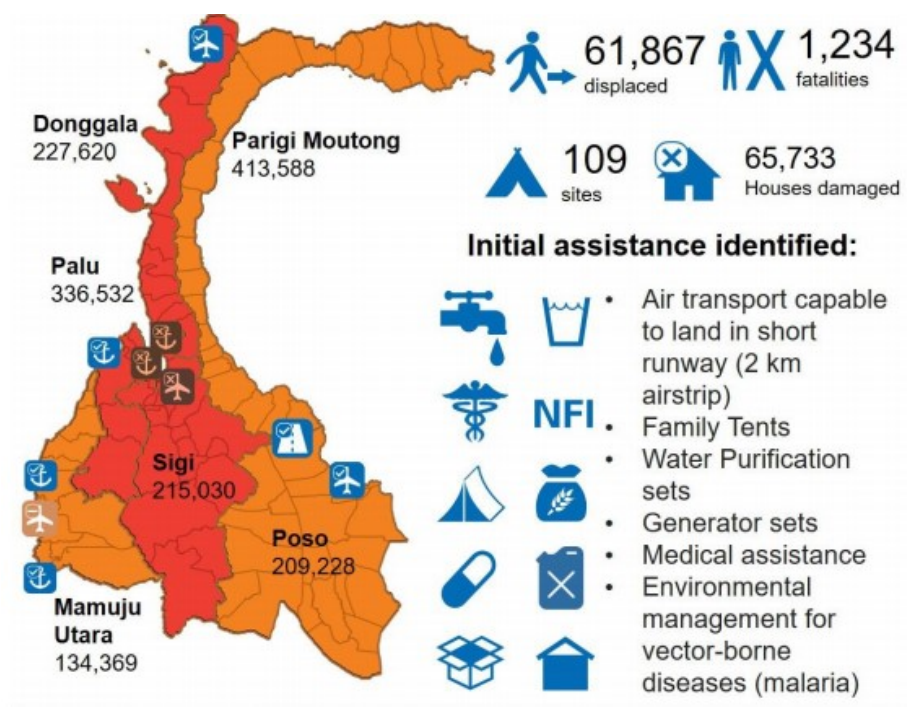 61,867
displaced
1,234
fatalities
109
sites
65,733
Houses damaged
Donggala
227,620
Parigi Moutong
413,588
Palu
336,532
Sigi
215,030
Poso
209,228
Mamuju
Utara
134,369
Initial assistance identified:
NFI
• Air transport capable
to land in short
runway (2 km
airstrip)
• Family Tents
• Water Purification
sets
• Generator sets
• Medical assistance
• Environmental
management for
vector-borne
diseases (malaria)